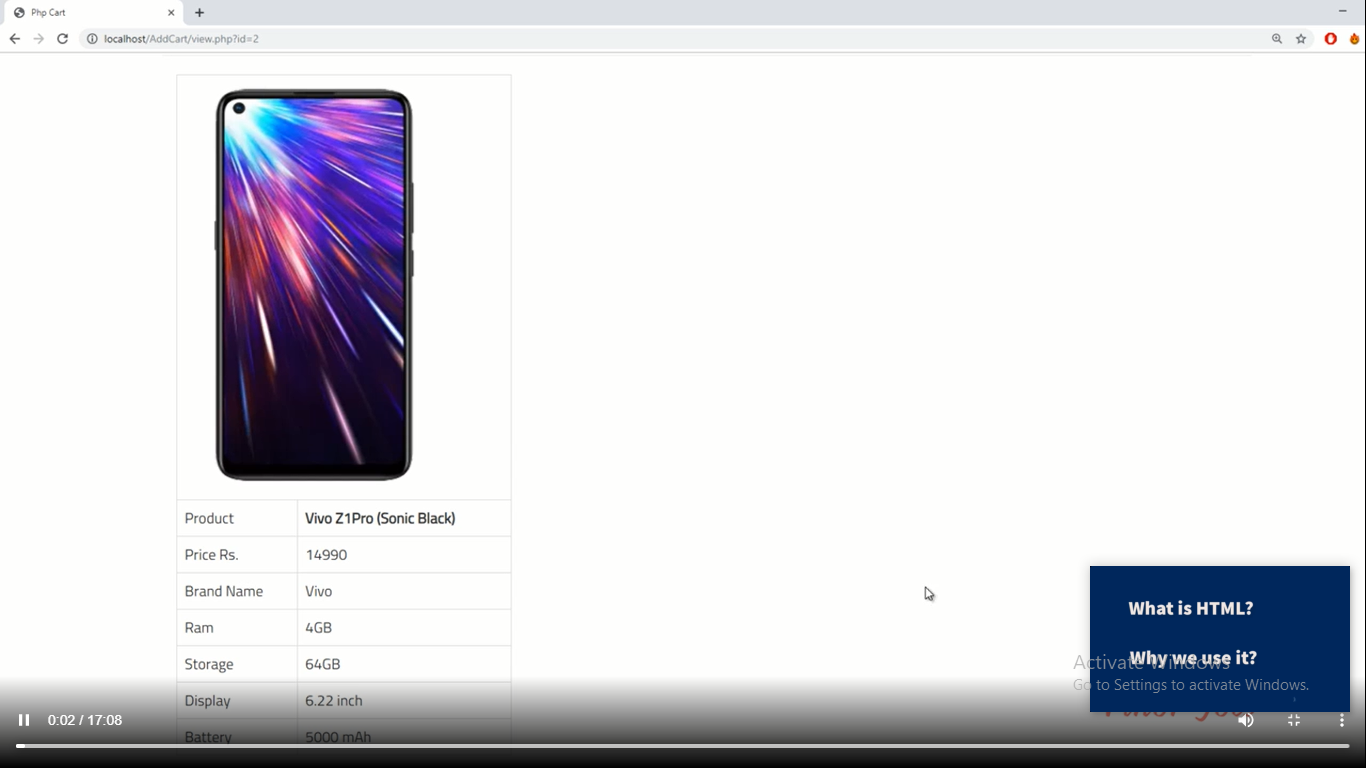 Php Cart
localhost/AddCart/view.php?id=2
Product Vivo Z1Pro (Sonic Black)
Price Rs. 14990
Brand Name Vivo
Ram 4GB
Storage 64GB
Display 6.22 inch
Battery 5000 mAh
What is HTML?
Why we use it?
Activate Windows
Go to Settings to activate Windows.
0:02 / 17:08